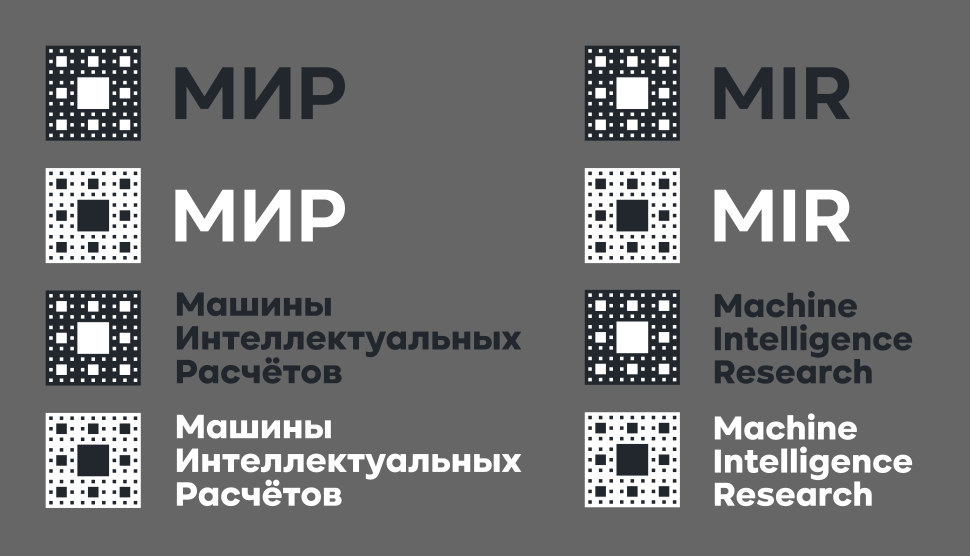 МИР
MIR
МИР
MIR
Машины
Интеллектуальных
Расчётов
Machine
Intelligence
Research
Машины
Интеллектуальных
Расчётов
Machine
Intelligence
Research